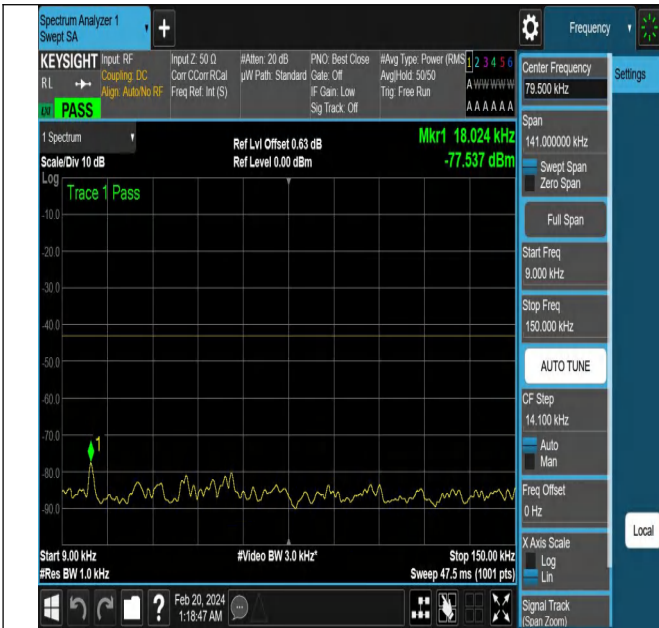 Spectrum Analyzer 1
Swept SA
+
Frequency
KEYSIGHT
RL
LXI
PASS
Input: RF
Coupling: DC
Align: Auto/No RF
Input Z: 50 Ω
Corr CCorr RCal
Freq Ref: Int (S)
#Atten: 20 dB
µW Path: Standard
PNO: Best Close
Gate: Off
IF Gain: Low
Sig Track: Off
#Avg Type: Power (RMS
Avg|Hold: 50/50
Trig: Free Run
1 2 3 4 5 6
A W W W W W
A A A A A A
Center Frequency
79.500 kHz
Settings
1 Spectrum
Scale/Div 10 dB
Log
Ref Lvl Offset 0.63 dB
Ref Level 0.00 dBm
Mkr1 18.024 kHz
-77.537 dBm
Trace 1 Pass
-10.0
-20.0
-30.0
-40.0
-50.0
-60.0
-70.0
-80.0
-90.0
1
Span
141.000000 kHz
Swept Span
Zero Span
Full Span
Start Freq
9.000 kHz
Stop Freq
150.000 kHz
AUTO TUNE
CF Step
14.100 kHz
Auto
Man
Freq Offset
0 Hz
X Axis Scale
Log
Lin
Signal Track
(Span Zoom)
Local
Start 9.00 kHz
#Res BW 1.0 kHz
#Video BW 3.0 kHz*
Stop 150.00 kHz
Sweep 47.5 ms (1001 pts)
?
Feb 20, 2024
1:18:47 AM